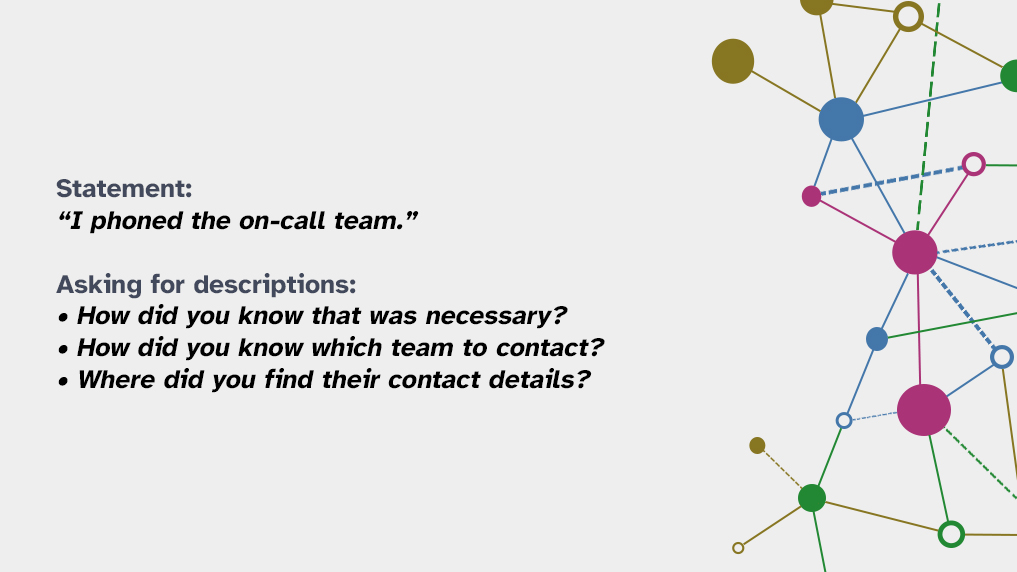 Statement:
“I phoned the on-call team.”
Asking for descriptions:
• How did you know that was necessary?
• How did you know which team to contact?
• Where did you find their contact details?